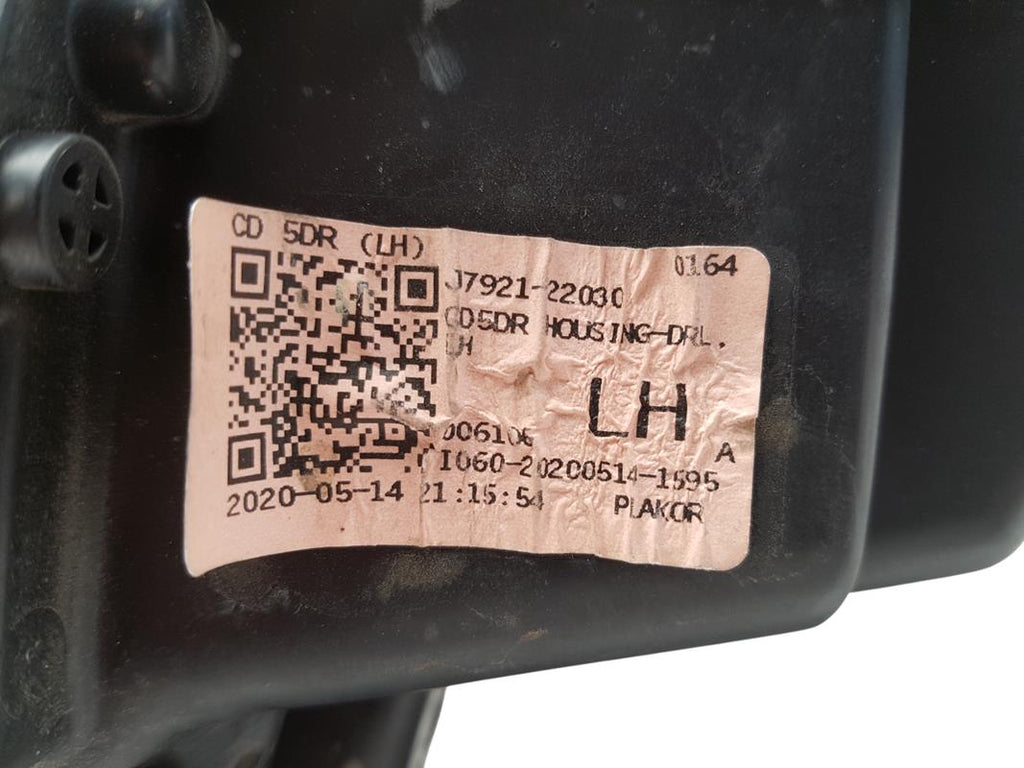 CD 5DR (LH)
0164
J7921-22030
CD5DR HOUSING-DRL.
LH
LH
006106
A
I060-20200514-1595
2020-05-14 21:15:54
PLAKOR